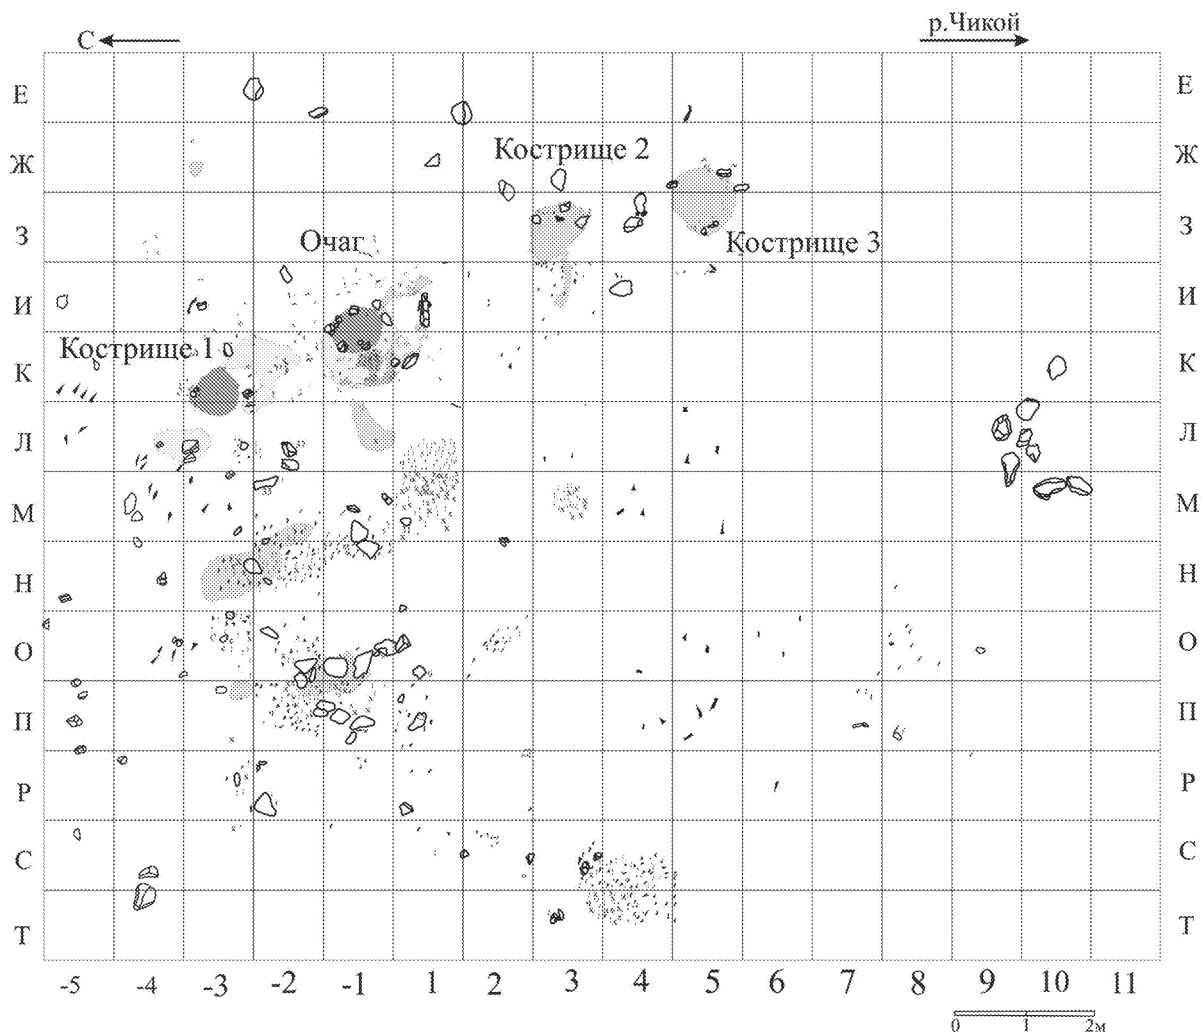 С
р.Чикой
Е
Е
Ж
Кострище 2
Ж
З
Очаг
Кострище 3
З
И
И
Кострище 1
К
К
Л
Л
М
М
Н
Н
О
О
П
П
Р
Р
С
С
Т
Т
-5 -4 -3 -2 -1 1 2 3 4 5 6 7 8 9 10 11
0 1 2м